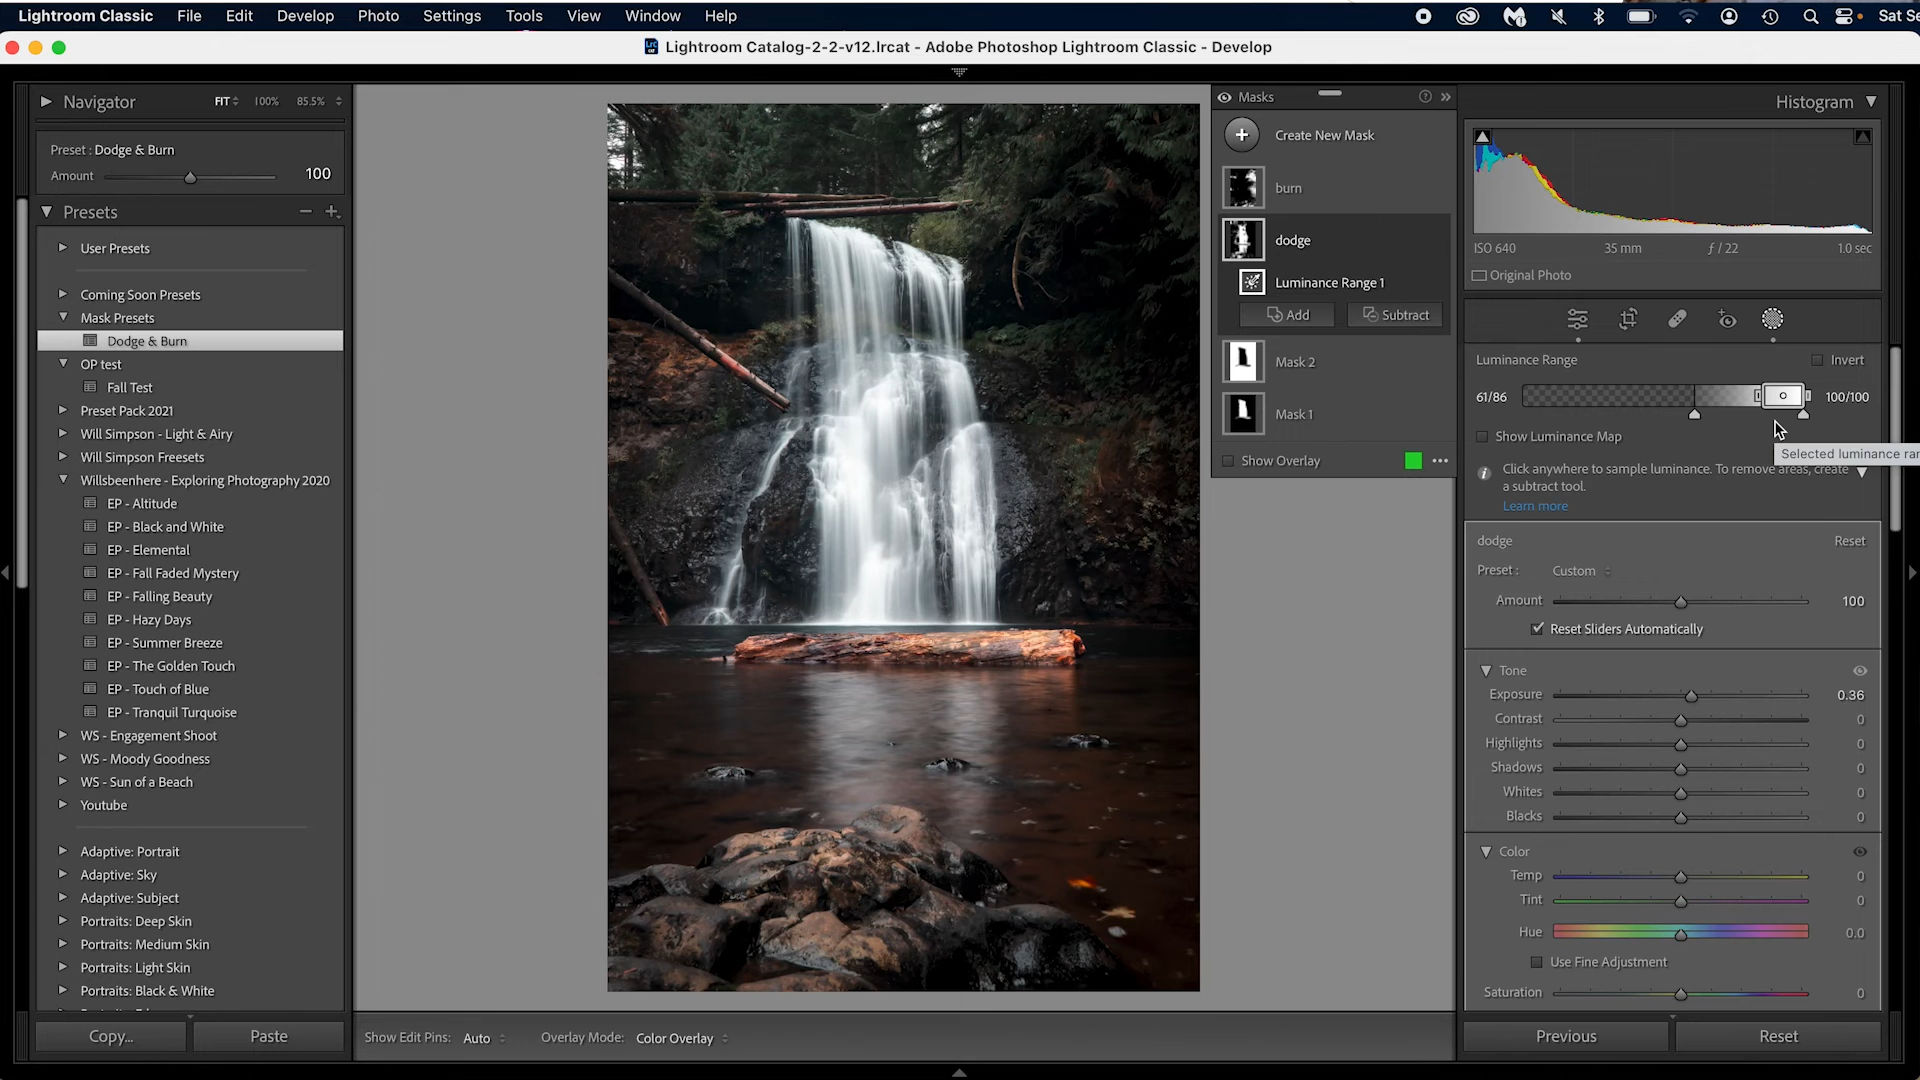 Lightroom Classic File Edit Develop Photo Settings Tools View Window Help Sat Se
Lightroom Catalog-2-2-v12.lrcat - Adobe Photoshop Lightroom Classic - Develop
Navigator FIT 100% 85.5%
Preset : Dodge & Burn
Amount 100
Presets
User Presets
Coming Soon Presets
Mask Presets
Dodge & Burn
OP test
Fall Test
Preset Pack 2021
Will Simpson - Light & Airy
Will Simpson Freesets
Willsbeenhere - Exploring Photography 2020
EP - Altitude
EP - Black and White
EP - Elemental
EP - Fall Faded Mystery
EP - Falling Beauty
EP - Hazy Days
EP - Summer Breeze
EP - The Golden Touch
EP - Touch of Blue
EP - Tranquil Turquoise
WS - Engagement Shoot
WS - Moody Goodness
WS - Sun of a Beach
Youtube
Adaptive: Portrait
Adaptive: Sky
Adaptive: Subject
Portraits: Deep Skin
Portraits: Medium Skin
Portraits: Light Skin
Portraits: Black & White
Copy... Paste
Show Edit Pins: Auto Overlay Mode: Color Overlay
Masks
Create New Mask
burn
dodge
Luminance Range 1
Add Subtract
Mask 2
Mask 1
Show Overlay
Histogram
ISO 640 35 mm ƒ / 22 1.0 sec
Original Photo
Luminance Range Invert
61/86 100/100
Show Luminance Map
Selected luminance ran
Click anywhere to sample luminance. To remove areas, create
a subtract tool.
Learn more
dodge Reset
Preset : Custom
Amount 100
Reset Sliders Automatically
Tone
Exposure 0.36
Contrast 0
Highlights 0
Shadows 0
Whites 0
Blacks 0
Color
Temp 0
Tint 0
Hue 0.0
Use Fine Adjustment
Saturation 0
Previous Reset